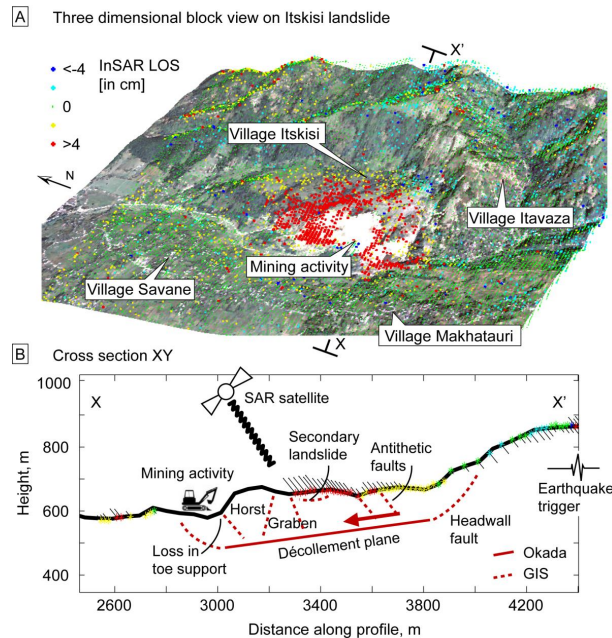 A Three dimensional block view on Itskisi landslide
X'
InSAR LOS
[in cm]
<-4
0
>4
N
Village Itskisi
Village Itavaza
Mining activity
Village Savane
Village Makhatauri
X
B Cross section XY
1000
800
600
400
Height, m
X
X'
SAR satellite
Secondary
landslide
Antithetic
faults
Mining activity
Horst
Graben
Earthquake
trigger
Loss in
toe support
Décollement plane
Headwall
fault
Okada
GIS
2600 3000 3400 3800 4200
Distance along profile, m